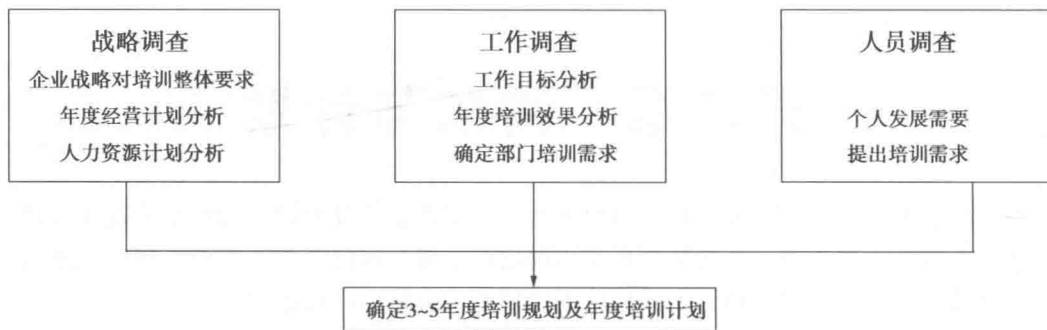 战略调查
企业战略对培训整体要求
年度经营计划分析
人力资源计划分析
工作调查
工作目标分析
年度培训效果分析
确定部门培训需求
人员调查
个人发展需要
提出培训需求
确定3~5年度培训规划及年度培训计划